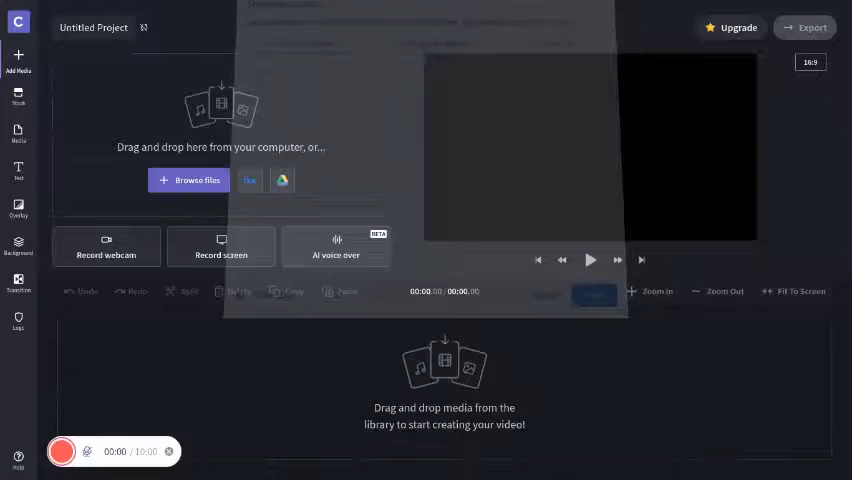 C
Untitled Project
Upgrade
Export
Add Media
Stock
Media
Text
Overlay
Background
Transition
Logo
Help
16:9
Drag and drop here from your computer, or...
Browse files
Box
BETA
Record webcam
Record screen
AI voice over
Undo
Redo
Split
Delete
Copy
Paste
00:00.00 / 00:00.00
Zoom In
Zoom Out
Fit To Screen
Drag and drop media from the
library to start creating your video!
00:00 / 10:00